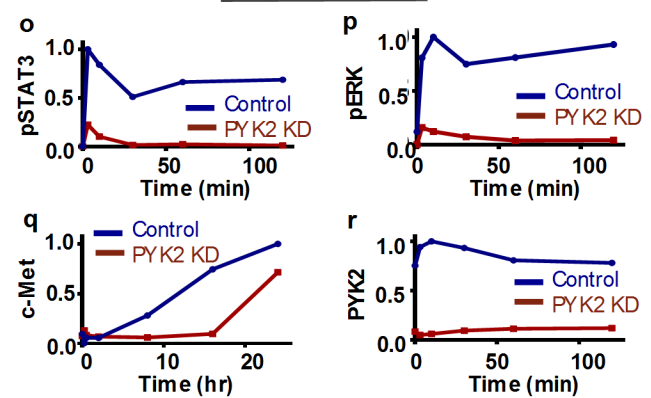 o
pSTAT3
1.0
0.5
0.0
Control
PYK2 KD
0 50 100
Time (min)
p
pERK
1.0
0.5
0.0
Control
PYK2 KD
0 50 100
Time (min)
q
c-Met
1.0
0.5
0.0
Control
PYK2 KD
0 10 20
Time (hr)
r
PYK2
1.0
0.5
0.0
Control
PYK2 KD
0 50 100
Time (min)